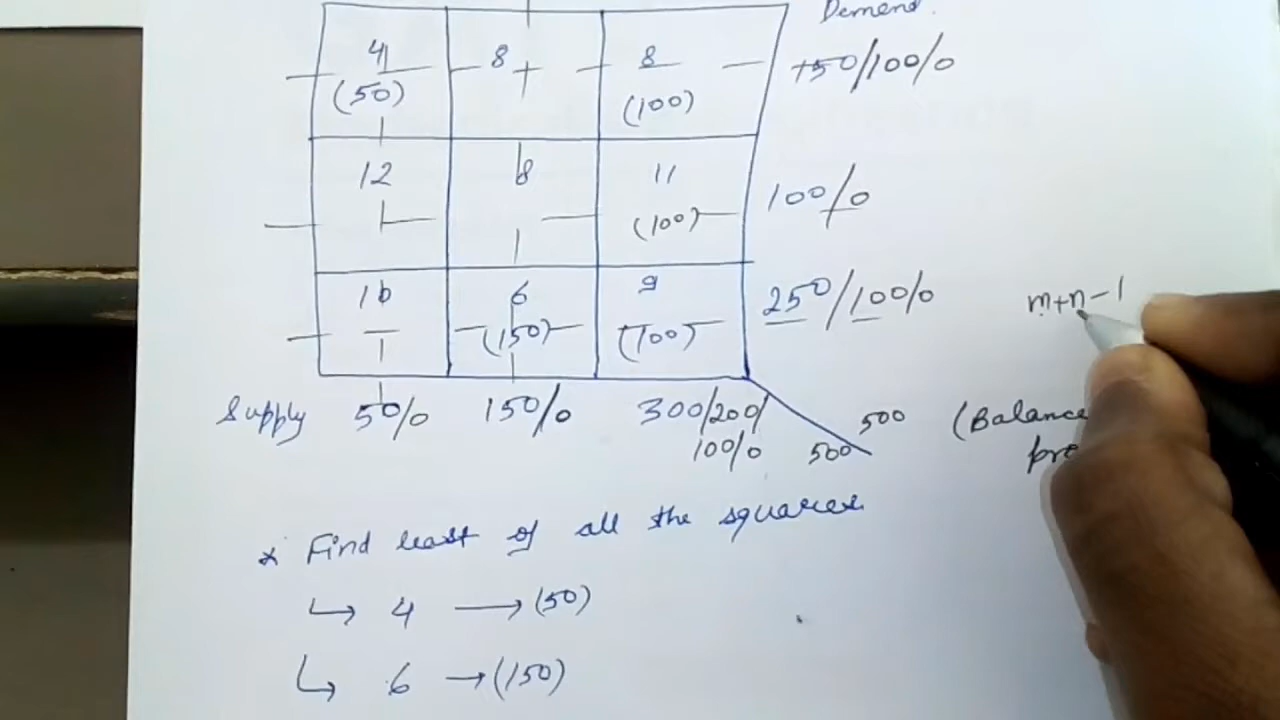 Demand.
4 8 8 150/100/0
(50) (100)
12 8 11 100/0
(100)
16 6 9 250/100/0 m+n-1
(150) (100)
Supply 50/0 150/0 300/200/ 500 (Balance
100/0 500
* Find least of all the squares.
↳ 4 → (50)
↳ 6 → (150)